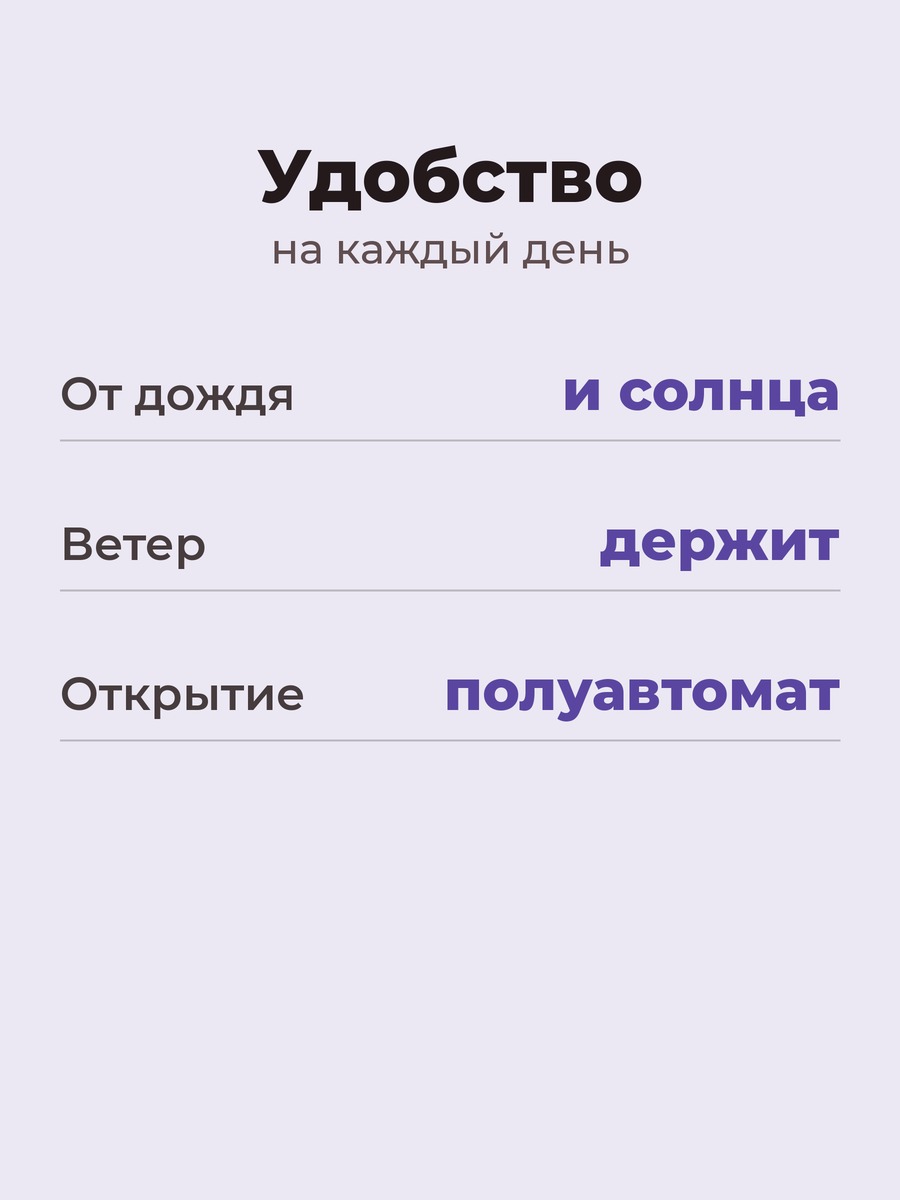 Удобство
на каждый день
От дождя и солнца
Ветер держит
Открытие полуавтомат